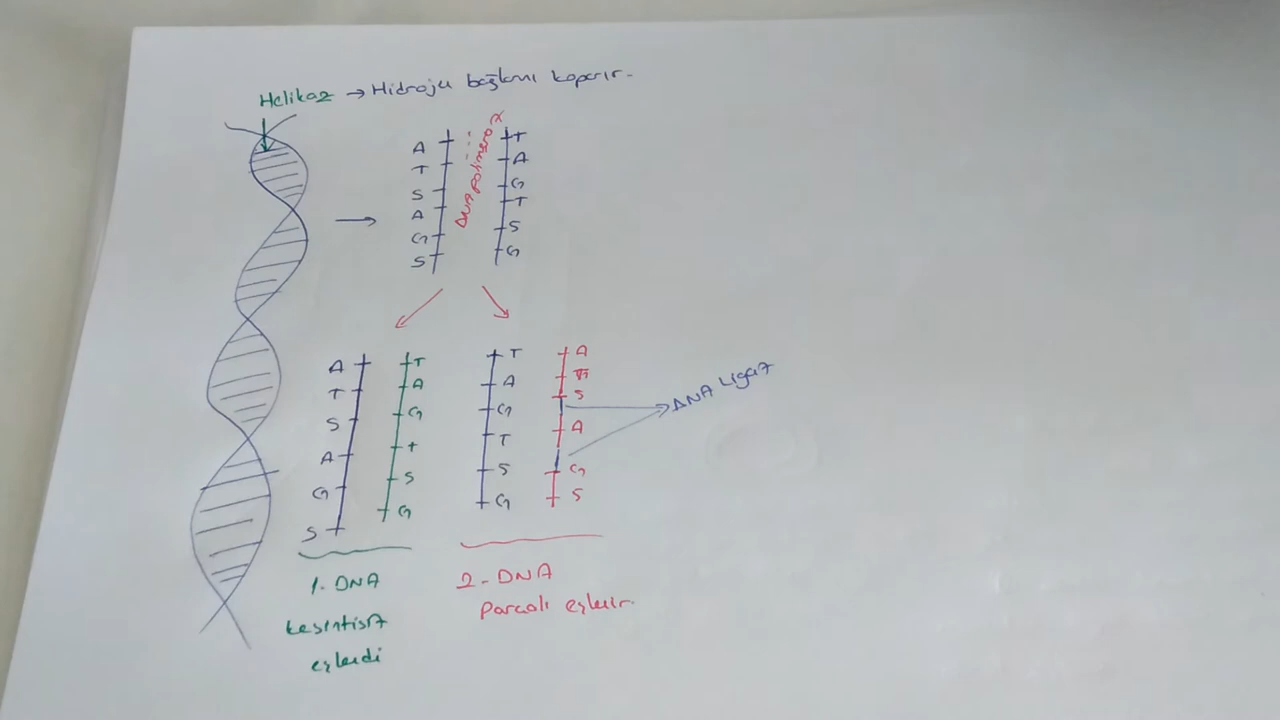 Helikaz → Hidrojen bağlarını koparır.
A T
T A
S G
A T
G S
S G
DNA polimeraz
A T T A
T A A
S G G S
A T T A
G S S G
S G G S
DNA Ligaz
1. DNA
kesintisiz
eşlendi
2- DNA
Parçalı eşlenir.